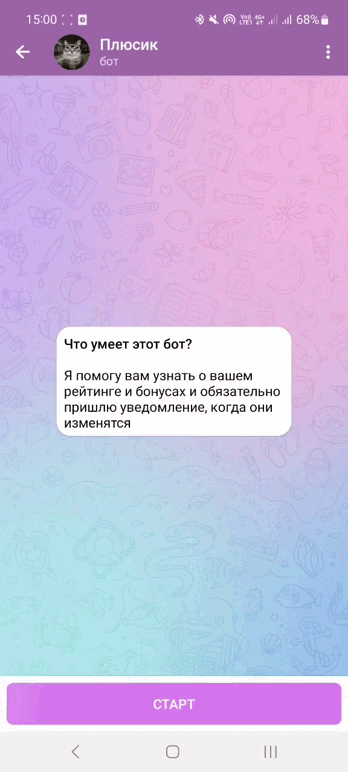 15:00
68%
Плюсик
бот
Что умеет этот бот?
Я помогу вам узнать о вашем
рейтинге и бонусах и обязательно
пришлю уведомление, когда они
изменятся
СТАРТ